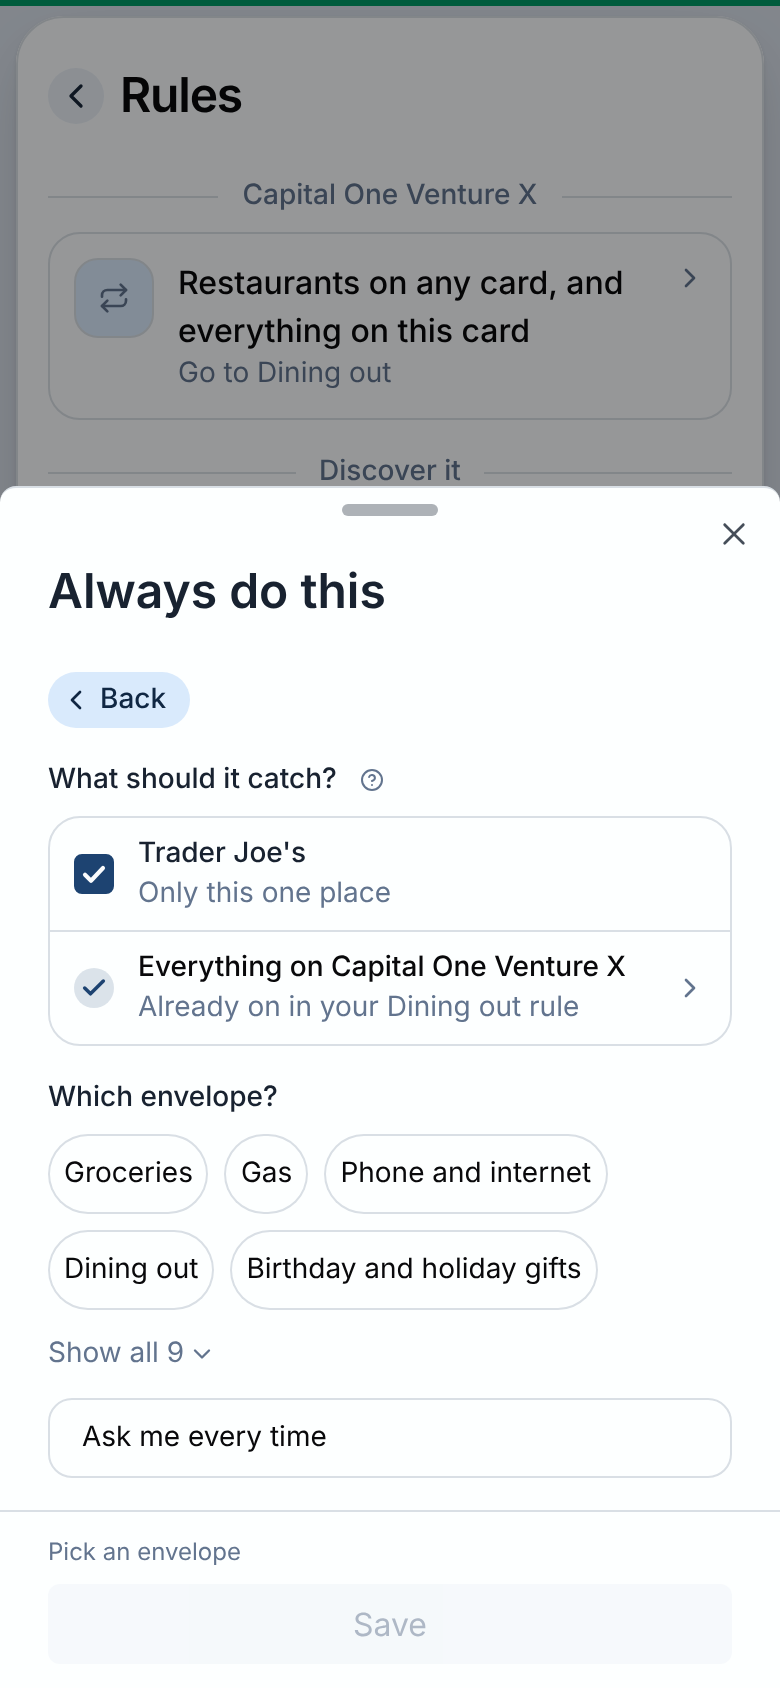 Rules
Capital One Venture X
Restaurants on any card, and
everything on this card
Go to Dining out
Discover it
Always do this
Back
What should it catch?
Trader Joe's
Only this one place
Everything on Capital One Venture X
Already on in your Dining out rule
Which envelope?
Groceries
Gas
Phone and internet
Dining out
Birthday and holiday gifts
Show all 9
Ask me every time
Pick an envelope
Save